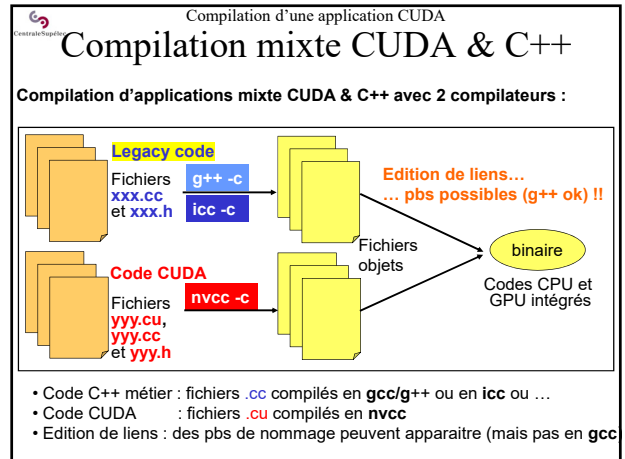 Compilation d'une application CUDA
CentraleSupélec
Compilation mixte CUDA & C++
Compilation d'applications mixte CUDA & C++ avec 2 compilateurs :
Legacy code
Fichiers
xxx.cc
et xxx.h
g++ -c
icc -c
Edition de liens…
… pbs possibles (g++ ok) !!
Fichiers
objets
binaire
Codes CPU et
GPU intégrés
Code CUDA
Fichiers
yyy.cu,
yyy.cc
et yyy.h
nvcc -c
• Code C++ métier : fichiers .cc compilés en gcc/g++ ou en icc ou …
• Code CUDA : fichiers .cu compilés en nvcc
• Edition de liens : des pbs de nommage peuvent apparaitre (mais pas en gcc)